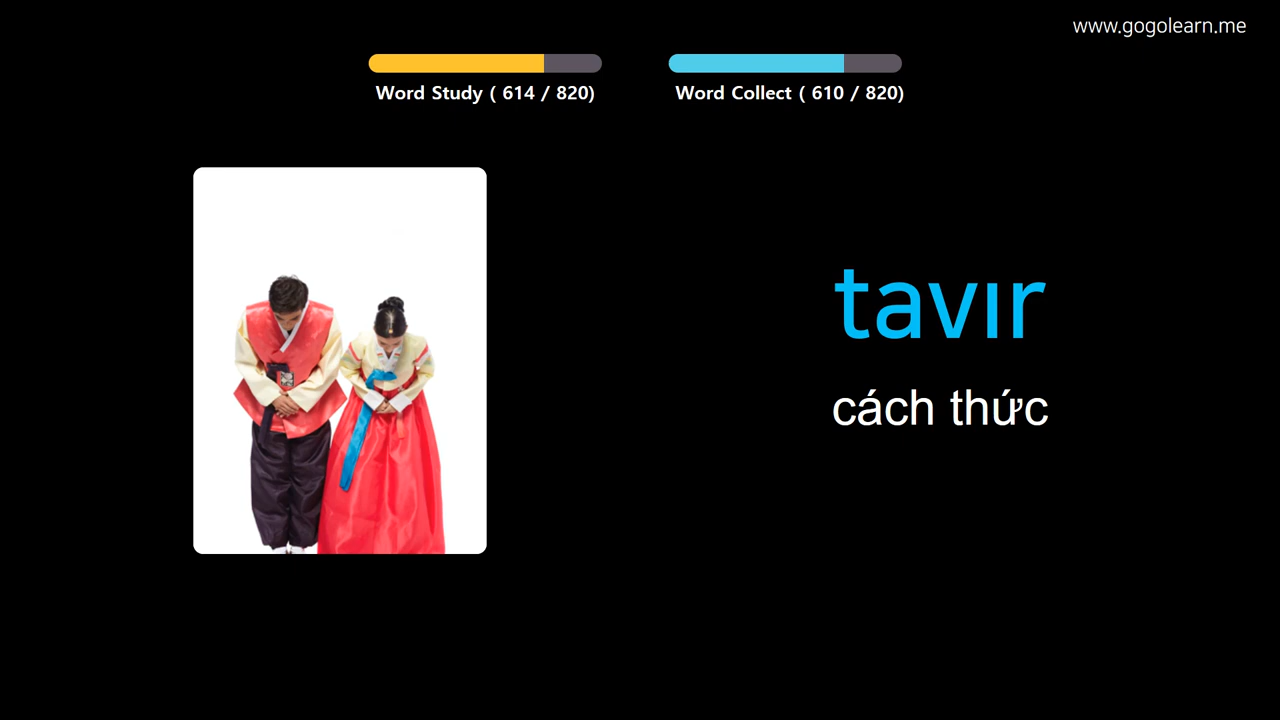 www.gogolearn.me
Word Study ( 614 / 820)
Word Collect ( 610 / 820)
tavır
cách thức